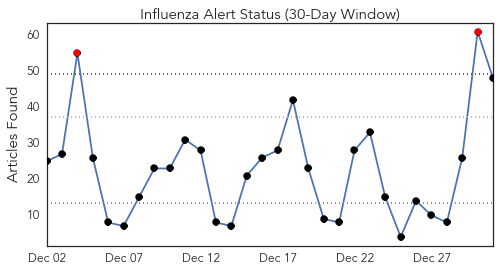 Influenza Alert Status (30-Day Window)
Articles Found
60
50
40
30
20
10
Dec 02 Dec 07 Dec 12 Dec 17 Dec 22 Dec 27